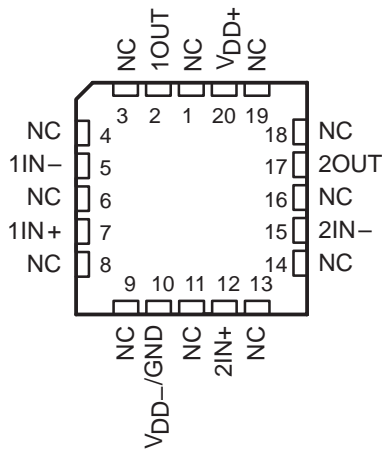 NC
1OUT
NC
VDD+
NC
3 2 1 20 19
NC 4
1IN− 5
NC 6
1IN+ 7
NC 8
18 NC
17 2OUT
16 NC
15 2IN−
14 NC
9 10 11 12 13
NC
VDD−/GND
NC
2IN+
NC